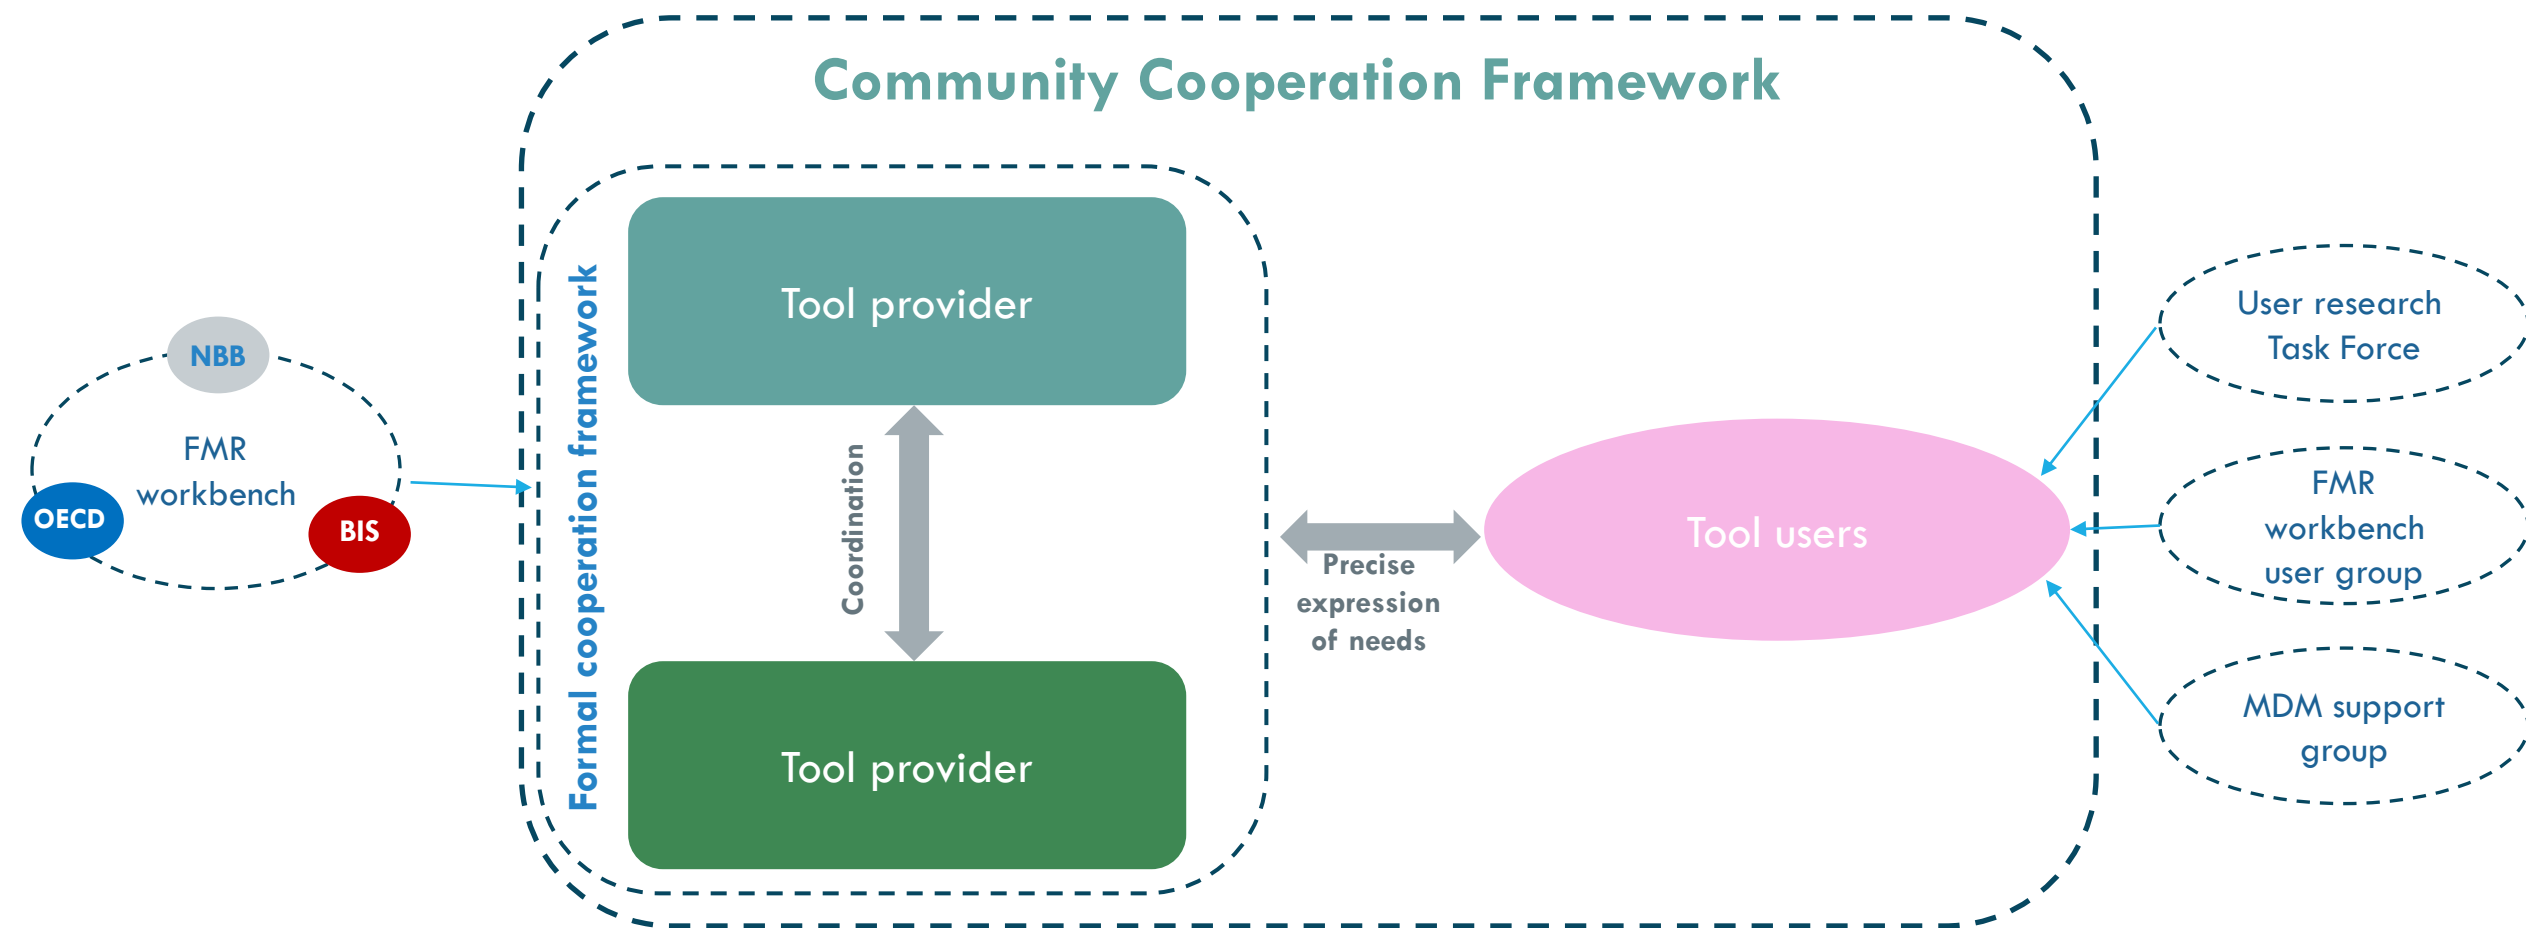 Community Cooperation Framework
NBB
FMR
workbench
OECD
BIS
Formal cooperation framework
Tool provider
Coordination
Tool provider
Precise
expression
of needs
Tool users
User research
Task Force
FMR
workbench
user group
MDM support
group